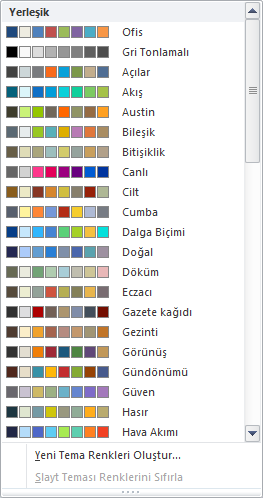 Yerleşik
Ofis
Gri Tonlamalı
Açılar
Akış
Austin
Bileşik
Bitişiklik
Canlı
Cilt
Cumba
Dalga Biçimi
Doğal
Döküm
Eczacı
Gazete kağıdı
Gezinti
Görünüş
Gündönümü
Güven
Hasır
Hava Akımı
Yeni Tema Renkleri Oluştur...
Slayt Teması Renklerini Sıfırla